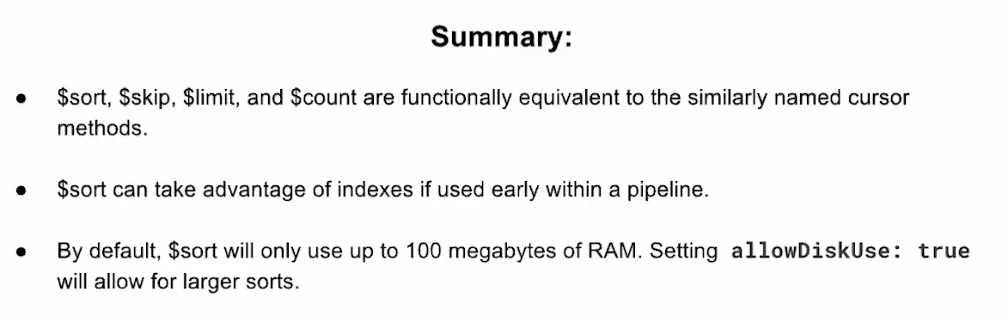 Summary:
● $sort, $skip, $limit, and $count are functionally equivalent to the similarly named cursor
methods.
● $sort can take advantage of indexes if used early within a pipeline.
● By default, $sort will only use up to 100 megabytes of RAM. Setting allowDiskUse: true
will allow for larger sorts.